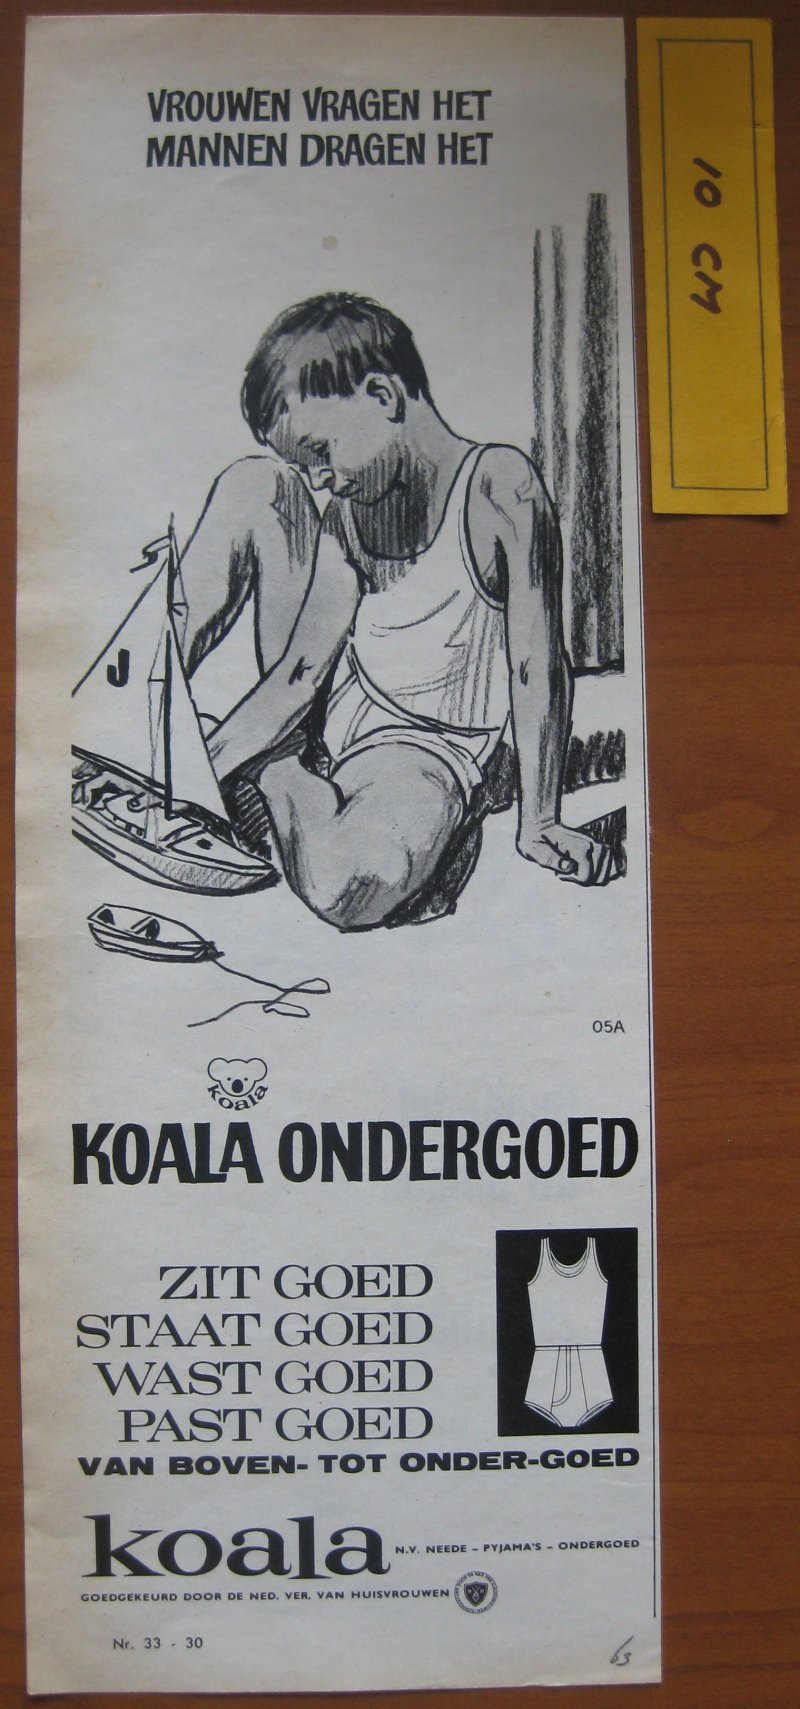 VROUWEN VRAGEN HET
MANNEN DRAGEN HET
10 CM
J
05A
koala
KOALA ONDERGOED
ZIT GOED
STAAT GOED
WAST GOED
PAST GOED
VAN BOVEN- TOT ONDER-GOED
koala N.V. NEEDE - PYJAMA'S - ONDERGOED
GOEDGEKEURD DOOR DE NED. VER. VAN HUISVROUWEN
Nr. 33 - 30
63